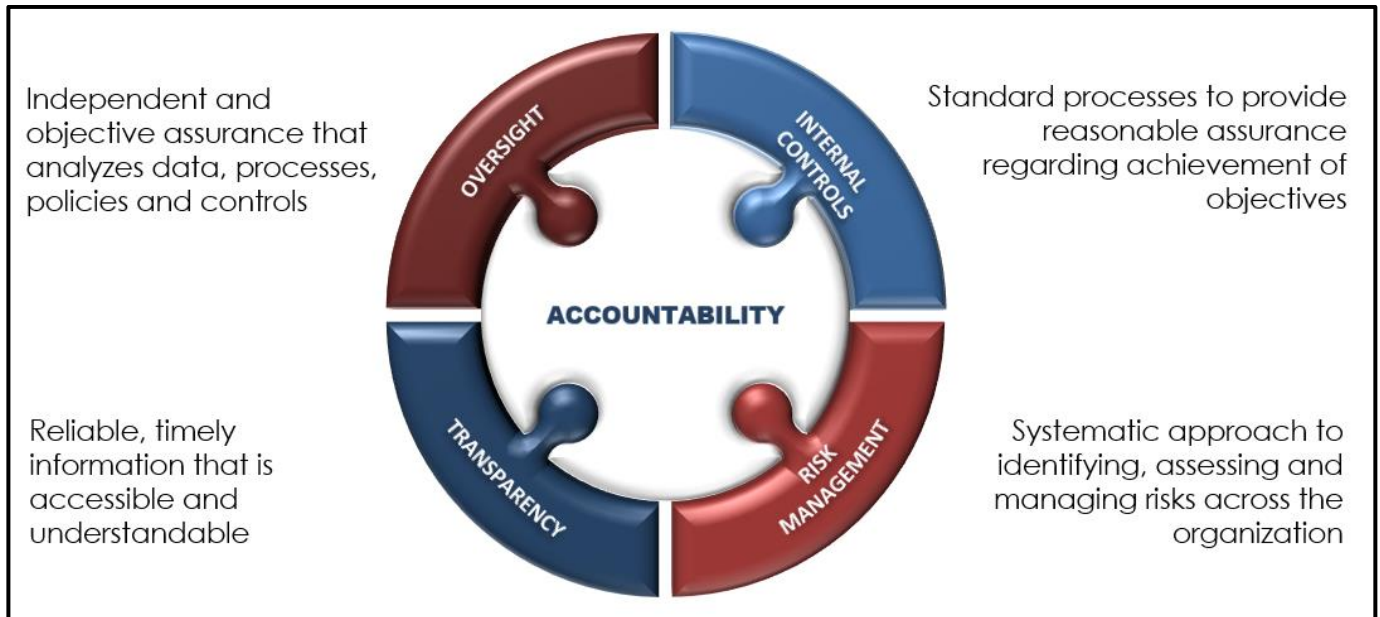 Independent and
objective assurance that
analyzes data, processes,
policies and controls
OVERSIGHT
INTERNAL
CONTROLS
Standard processes to provide
reasonable assurance
regarding achievement of
objectives
ACCOUNTABILITY
Reliable, timely
information that is
accessible and
understandable
TRANSPARENCY
RISK
MANAGEMENT
Systematic approach to
identifying, assessing and
managing risks across the
organization